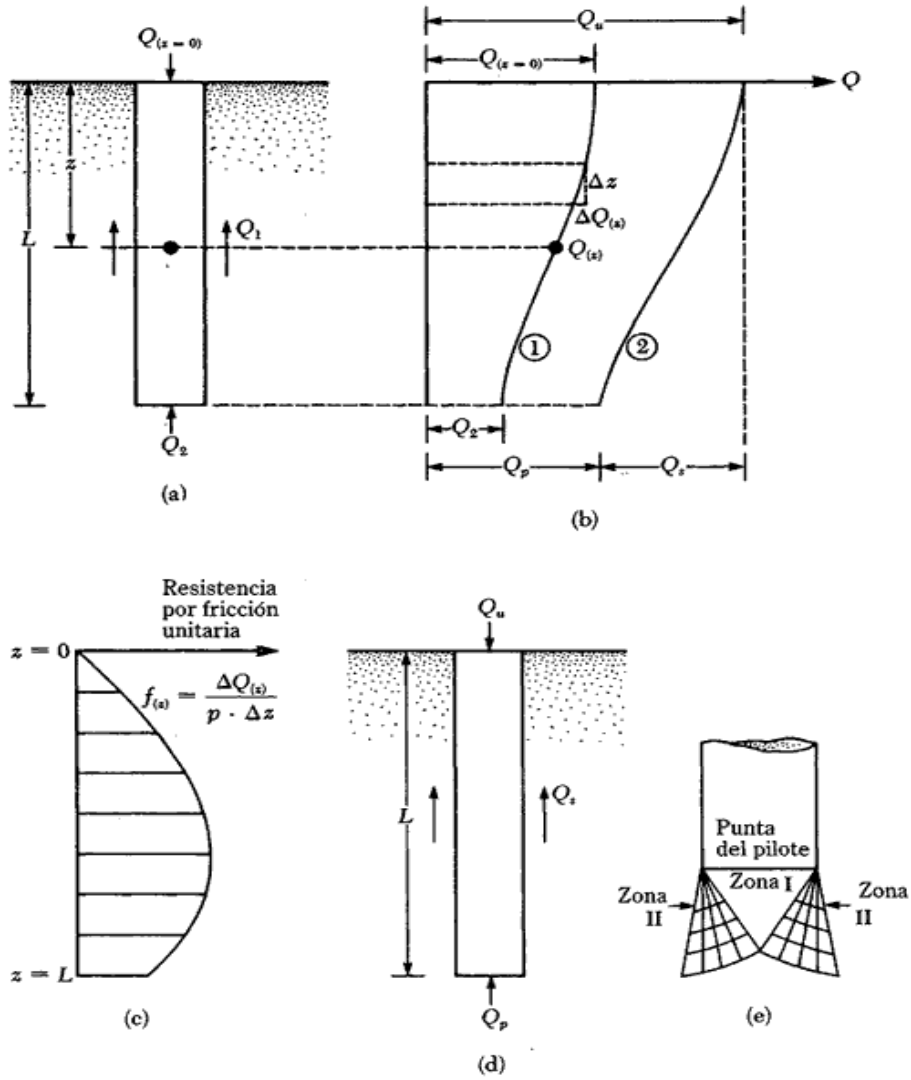 Q(z = 0)
z
L
Q1
Q2
(a)
Qu
Q(z = 0)
Q
Δz
ΔQ(z)
Q(z)
1
2
Q2
Qp
Qs
(b)
Resistencia
por fricción
unitaria
z = 0
f(z) = ΔQ(z) / p · Δz
z = L
(c)
Qu
L
Qs
Qp
(d)
Punta
del pilote
Zona I
Zona
II
Zona
II
(e)